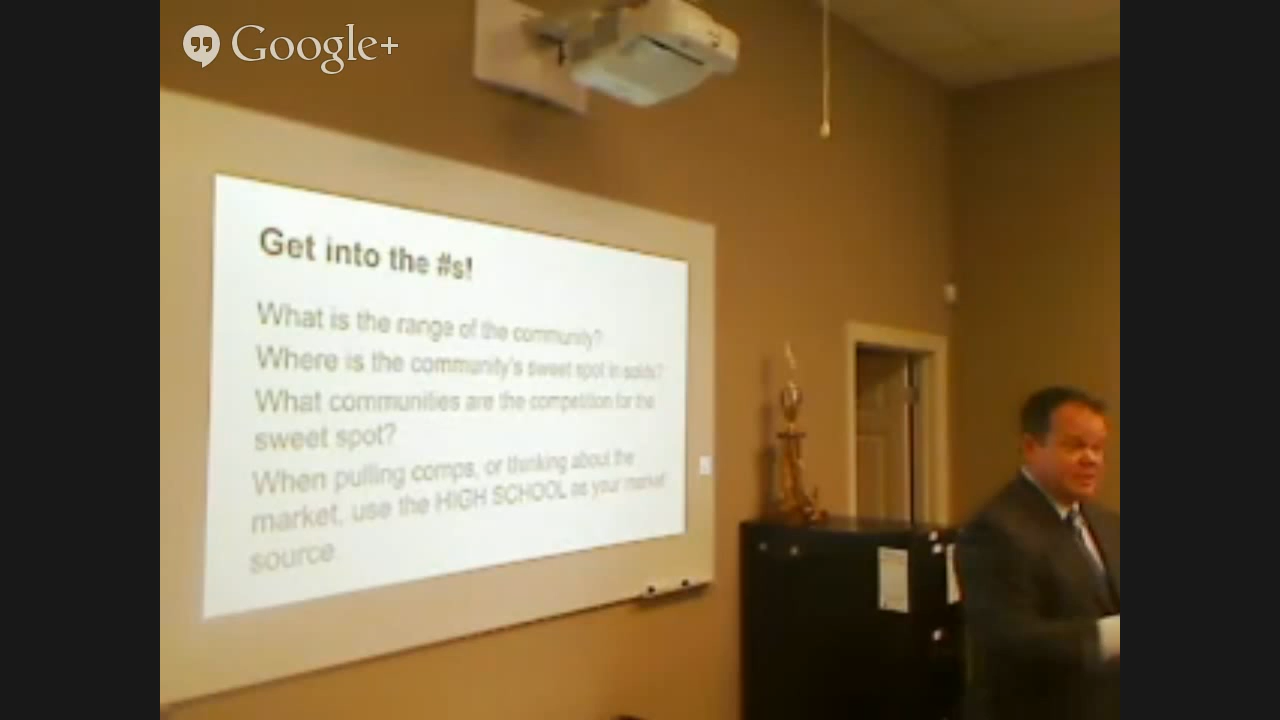 Google+
Get into the #s!
What is the range of the community?
Where is the community's sweet spot in solds?
What communities are the competition for the
sweet spot?
When pulling comps, or thinking about the
market, use the HIGH SCHOOL as your market
source